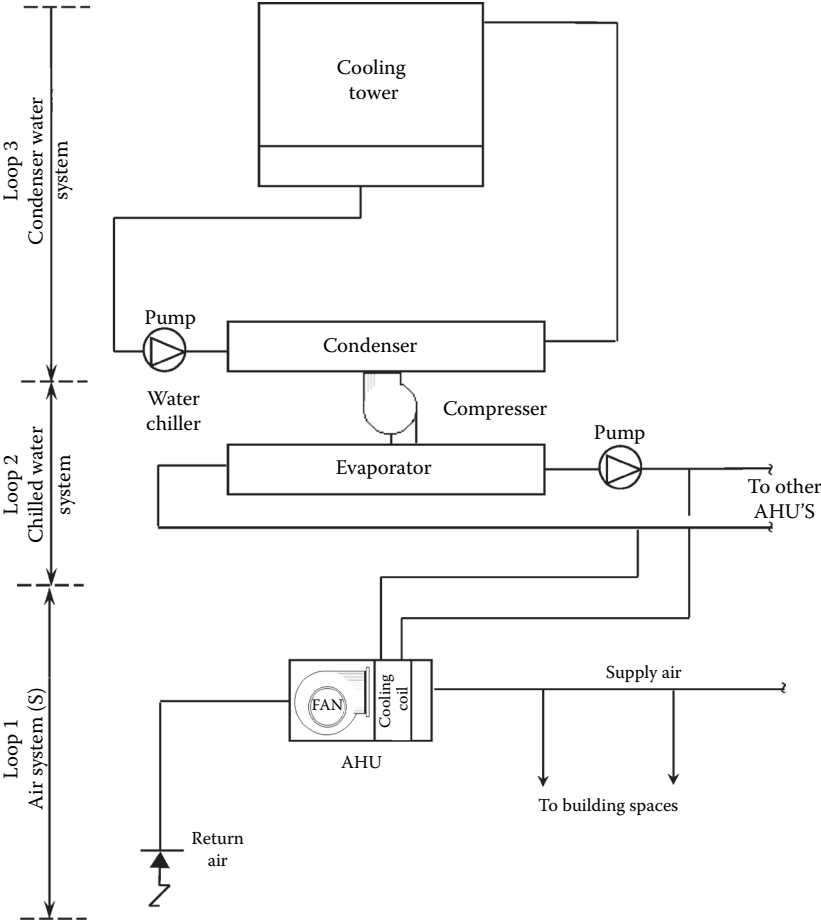 Cooling
tower
Loop 3
Condenser water
system
Pump
Condenser
Water
chiller
Compresser
Pump
Evaporator
Loop 2
Chilled water
system
To other
AHU'S
Supply air
FAN
Cooling
coil
Loop 1
Air system (S)
AHU
To building spaces
Return
air